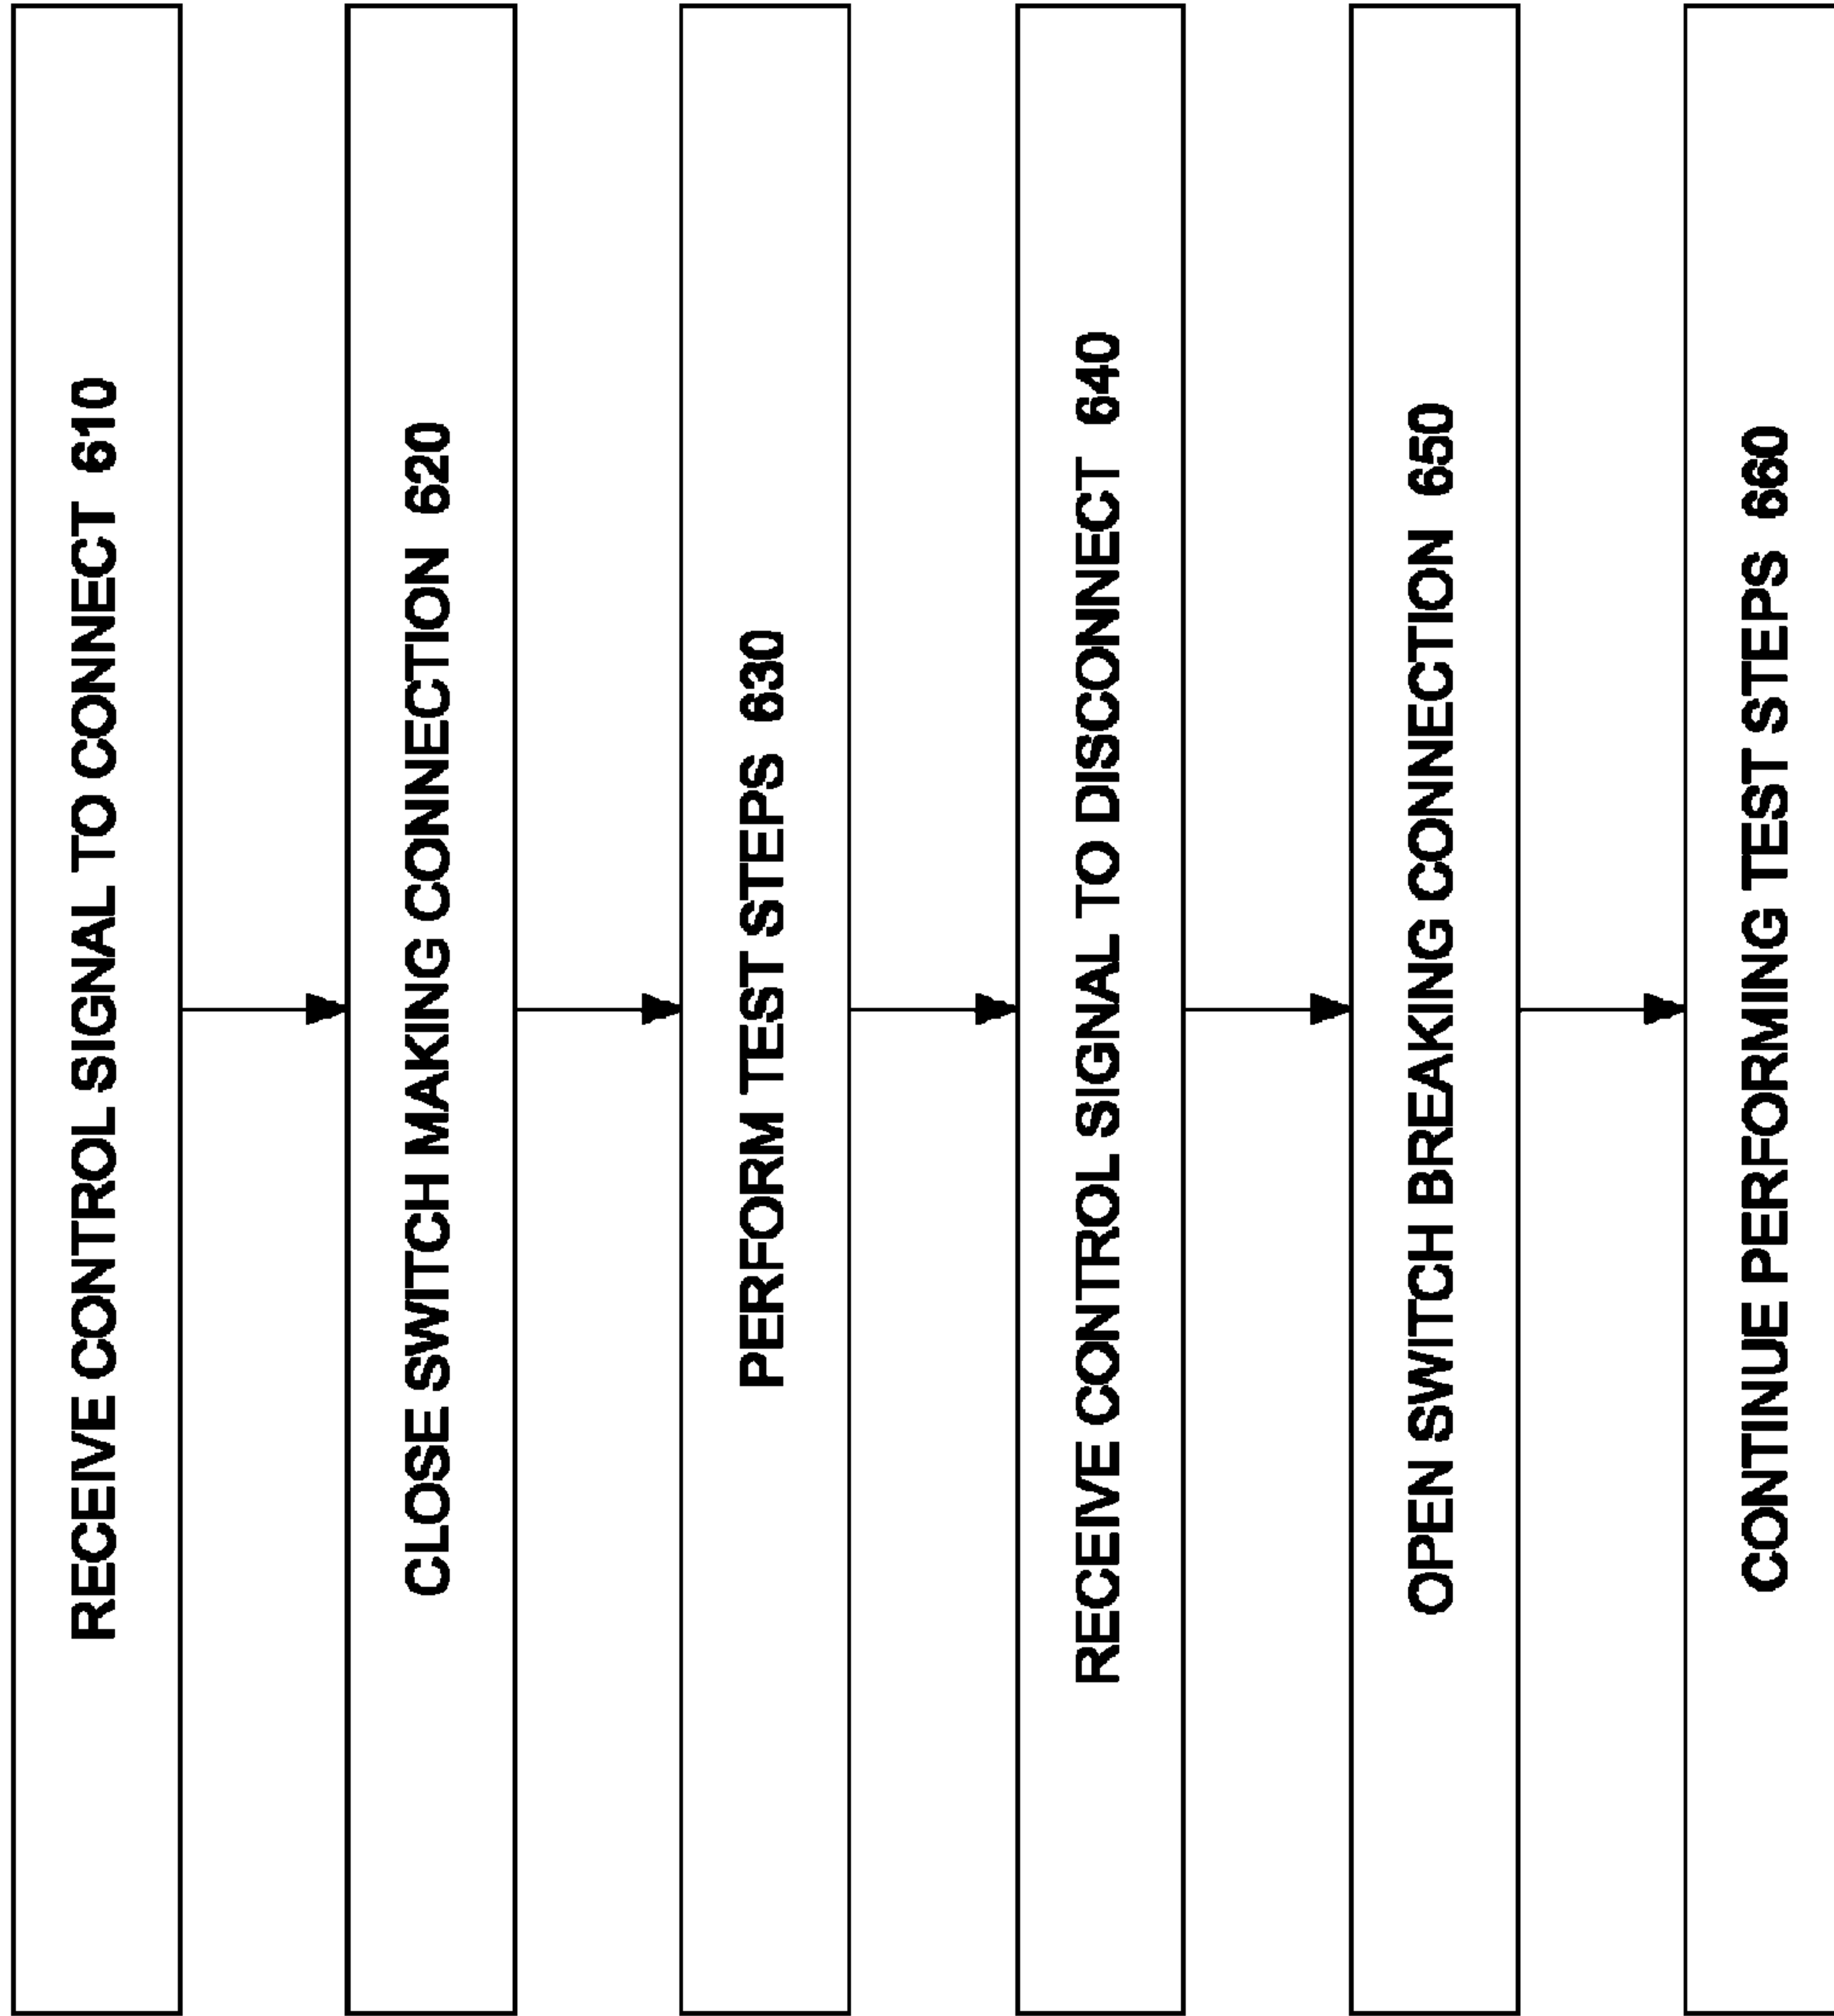 RECEIVE CONTROL SIGNAL TO CONNECT 610
CLOSE SWITCH MAKING CONNECTION 620
PERFORM TEST STEPS 630
RECEIVE CONTROL SIGNAL TO DISCONNECT 640
OPEN SWITCH BREAKING CONNECTION 650
CONTINUE PERFORMING TEST STEPS 660